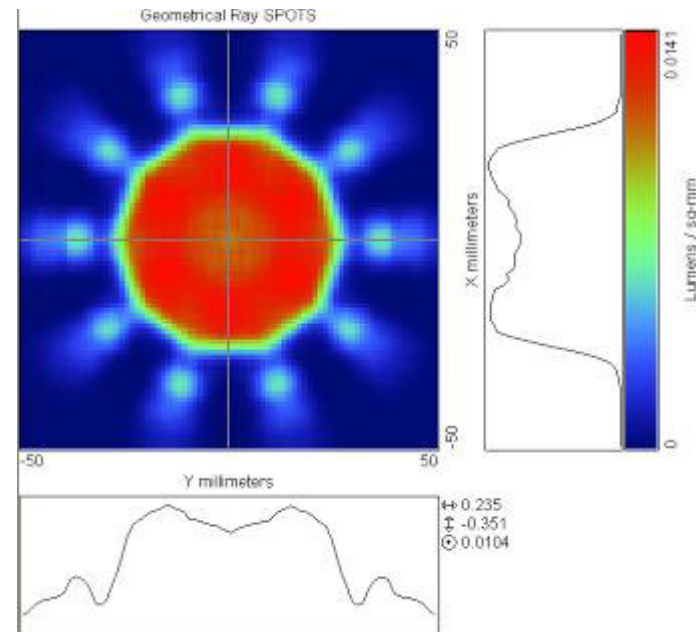 Geometrical Ray SPOTS
50
X millimeters
-50
-50
50
Y millimeters
0.0141
Lumens / sq-mm
0
0.235
-0.351
0.0104